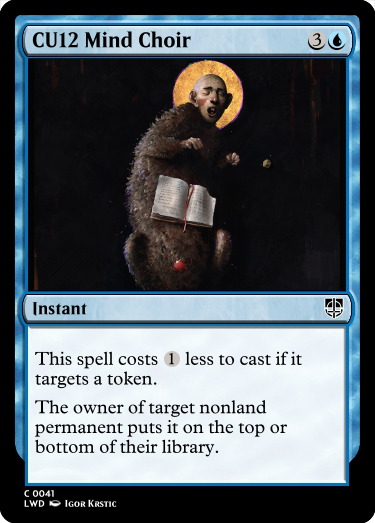 CU12 Mind Choir 3
Instant
This spell costs 1 less to cast if it
targets a token.
The owner of target nonland
permanent puts it on the top or
bottom of their library.
C 0041
LWD Igor Krstic